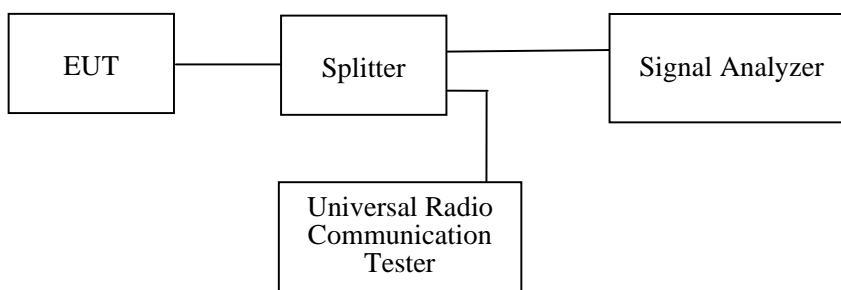 EUT
Splitter
Signal Analyzer
Universal Radio
Communication
Tester